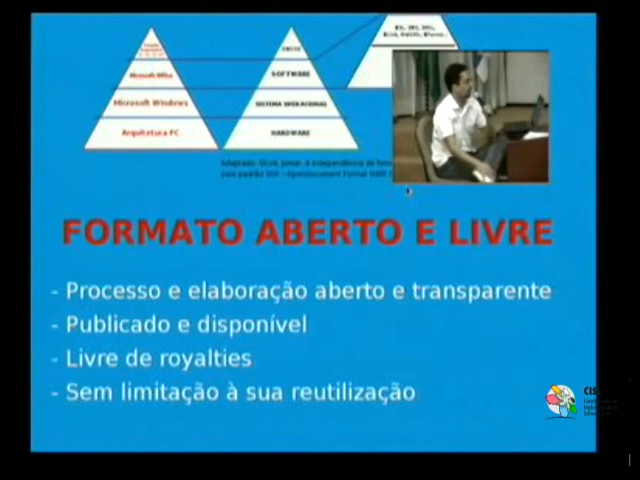 DADOS
Microsoft Office
SOFTWARE
Microsoft Windows
SISTEMA OPERACIONAL
Arquitetura PC
HARDWARE
FORMATO ABERTO E LIVRE
- Processo e elaboração aberto e transparente
- Publicado e disponível
- Livre de royalties
- Sem limitação à sua reutilização